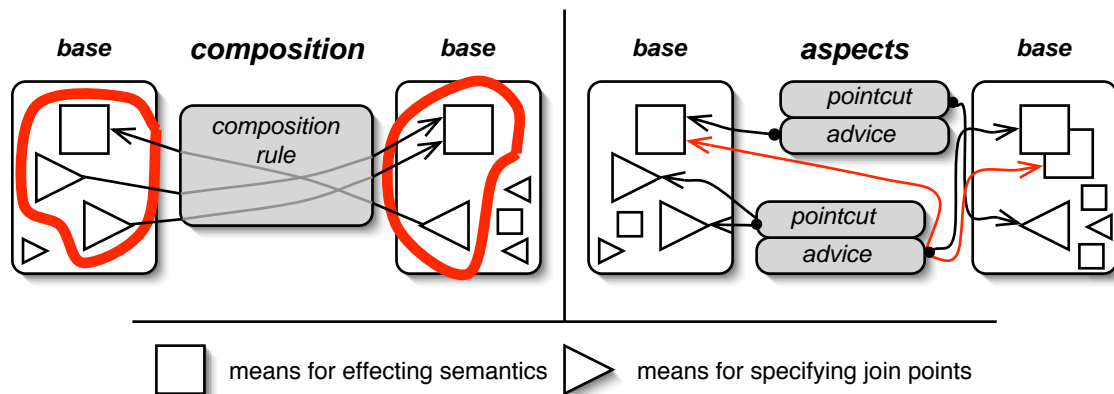 base
composition
base
composition
rule
base
aspects
base
pointcut
advice
pointcut
advice
means for effecting semantics
means for specifying join points